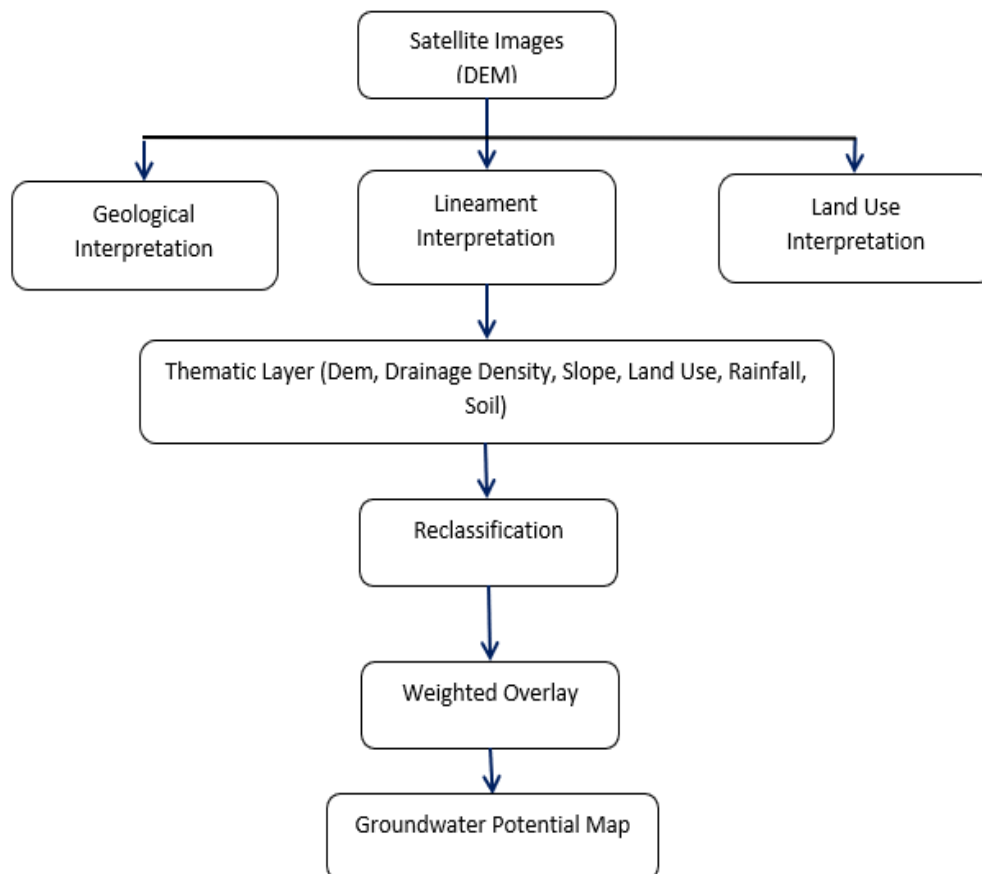 Satellite Images
(DEM)
Geological
Interpretation
Lineament
Interpretation
Land Use
Interpretation
Thematic Layer (Dem, Drainage Density, Slope, Land Use, Rainfall,
Soil)
Reclassification
Weighted Overlay
Groundwater Potential Map